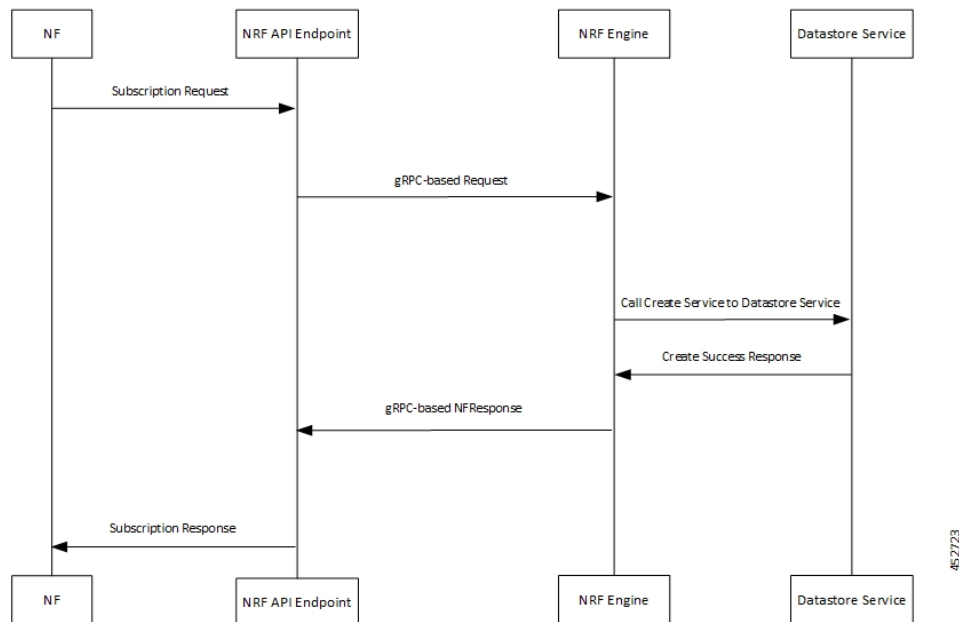 NF
NRF API Endpoint
NRF Engine
Datastore Service
Subscription Request
gRPC-based Request
Call Create Service to Datastore Service
Create Success Response
gRPC-based NFResponse
Subscription Response
452723
NF
NRF API Endpoint
NRF Engine
Datastore Service